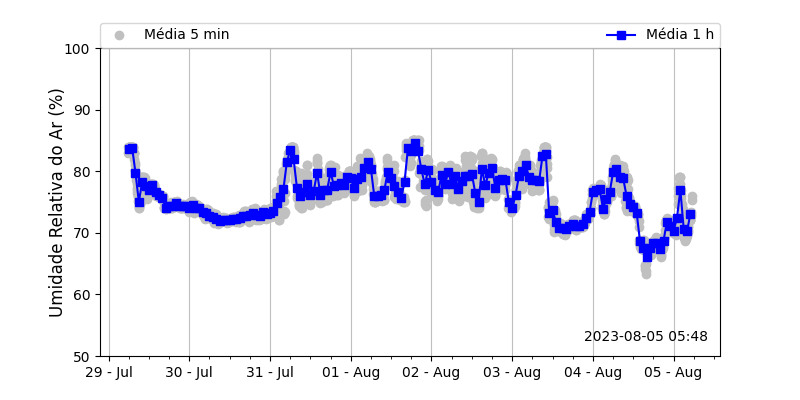 Média 5 min
Média 1 h
Umidade Relativa do Ar (%)
100
90
80
70
60
50
2023-08-05 05:48
29 - Jul
30 - Jul
31 - Jul
01 - Aug
02 - Aug
03 - Aug
04 - Aug
05 - Aug